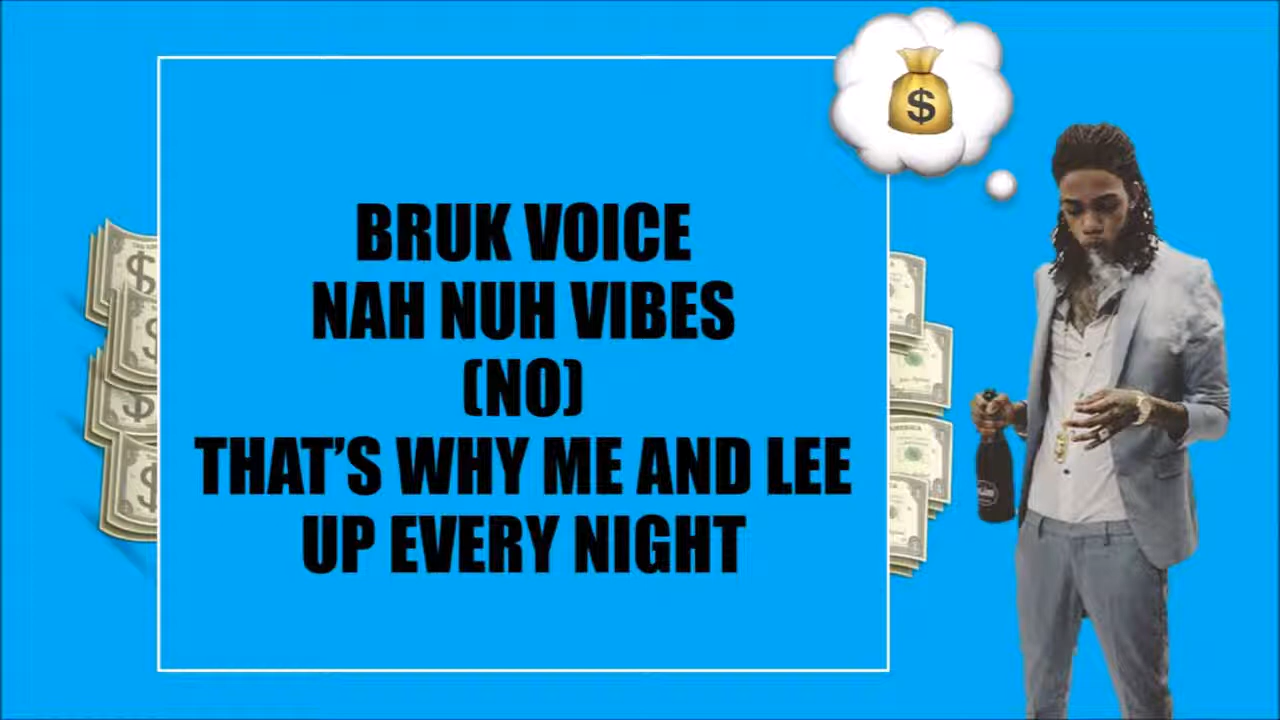 BRUK VOICE
NAH NUH VIBES
(NO)
THAT'S WHY ME AND LEE
UP EVERY NIGHT
$